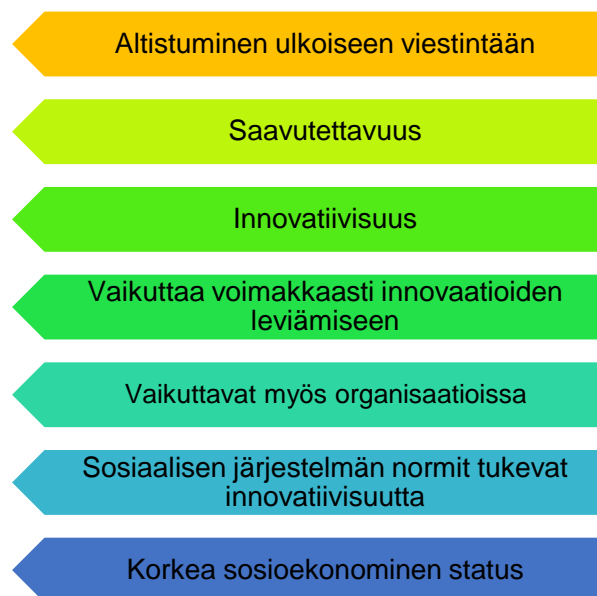 Altistuminen ulkoiseen viestintään
Saavutettavuus
Innovatiivisuus
Vaikuttaa voimakkaasti innovaatioiden
leviämiseen
Vaikuttavat myös organisaatioissa
Sosiaalisen järjestelmän normit tukevat
innovatiivisuutta
Korkea sosioekonominen status